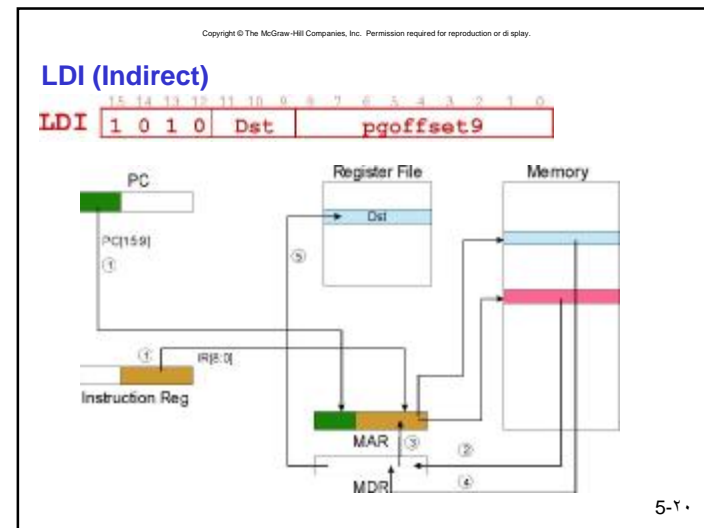 Copyright © The McGraw-Hill Companies, Inc. Permission required for reproduction or di splay.
LDI (Indirect)
15 14 13 12 11 10 9 8 7 6 5 4 3 2 1 0
LDI 1 0 1 0 Dst pgoffset9
PC Register File Memory
Dst
PC[15:9]
①
⑤
① IR[8:0]
Instruction Reg
MAR ③ ②
MDR ④
5-۲۰